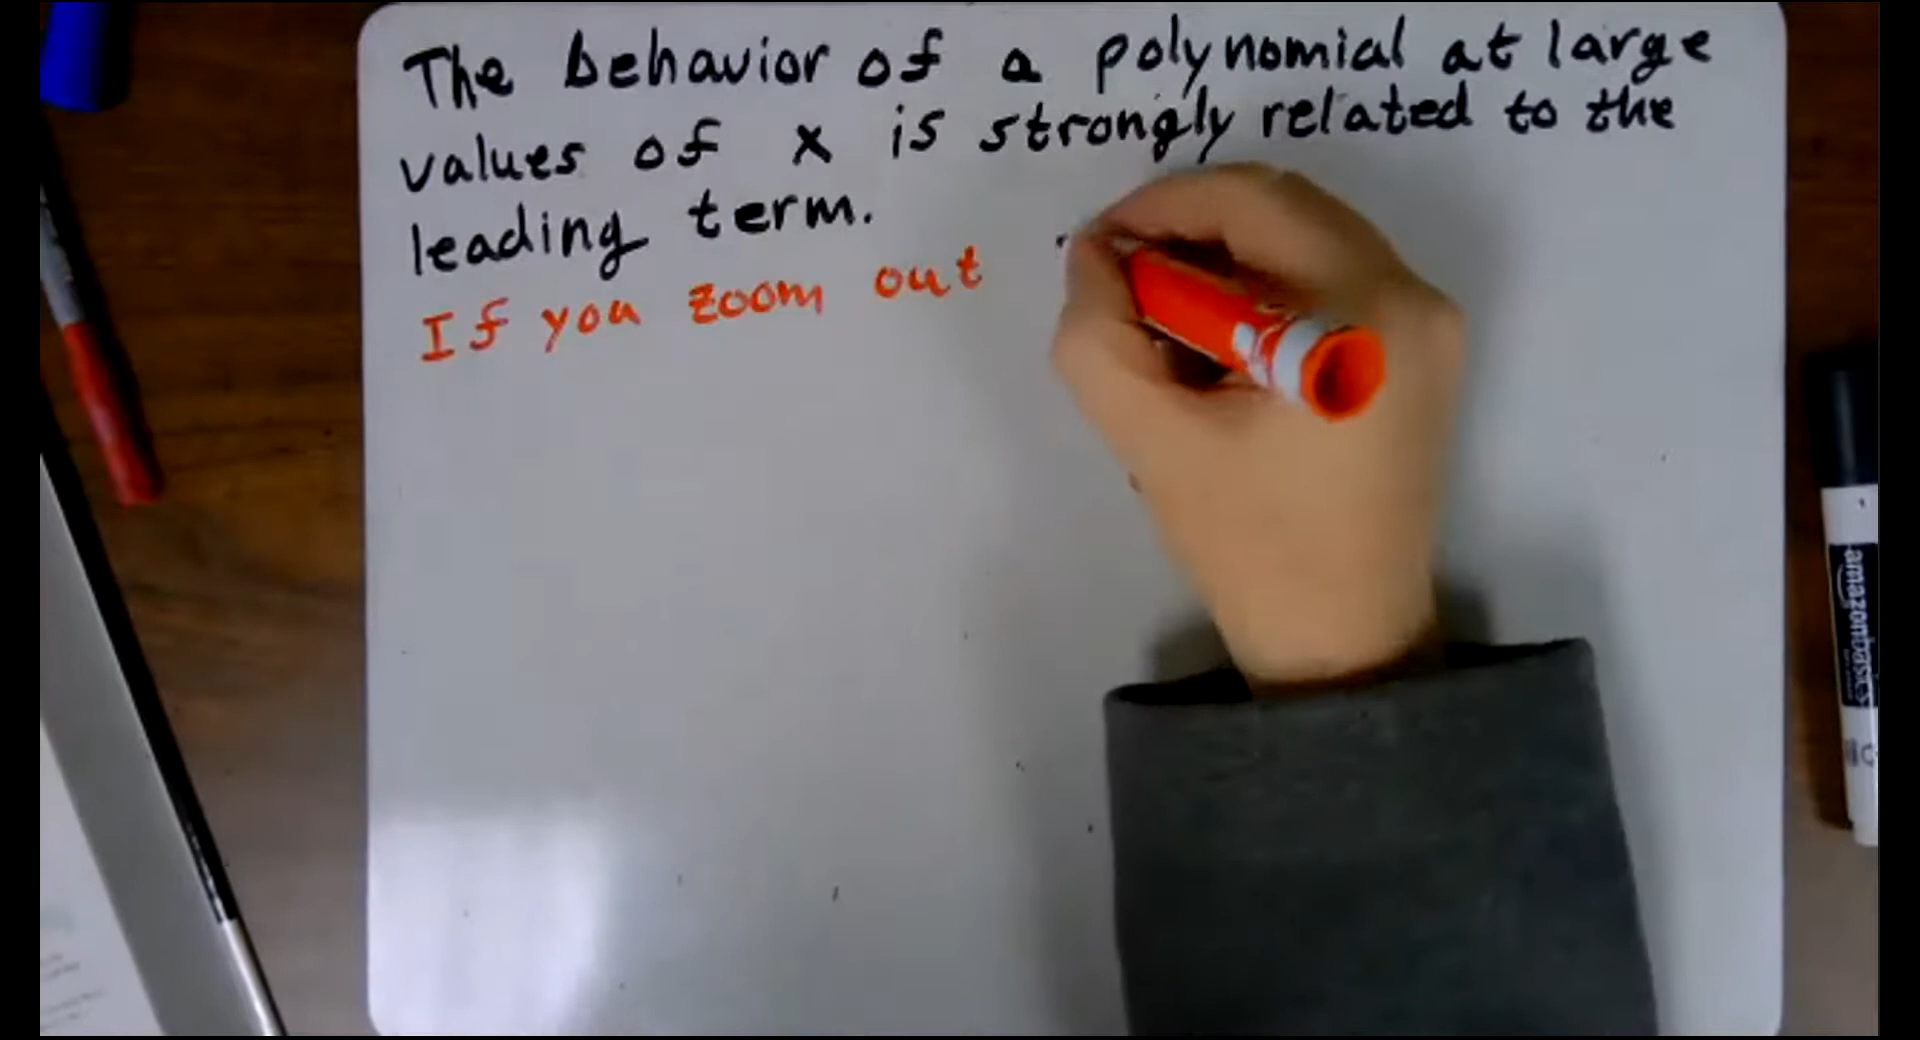 The behavior of a polynomial at large
values of x is strongly related to the
leading term.
If you zoom out
amazonbasics